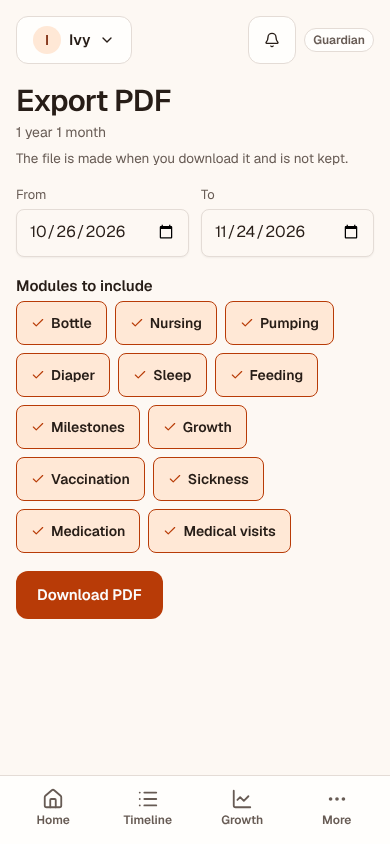 I Ivy
Guardian
Export PDF
1 year 1 month
The file is made when you download it and is not kept.
From To
10/26/2026 11/24/2026
Modules to include
Bottle Nursing Pumping
Diaper Sleep Feeding
Milestones Growth
Vaccination Sickness
Medication Medical visits
Download PDF
Home Timeline Growth More